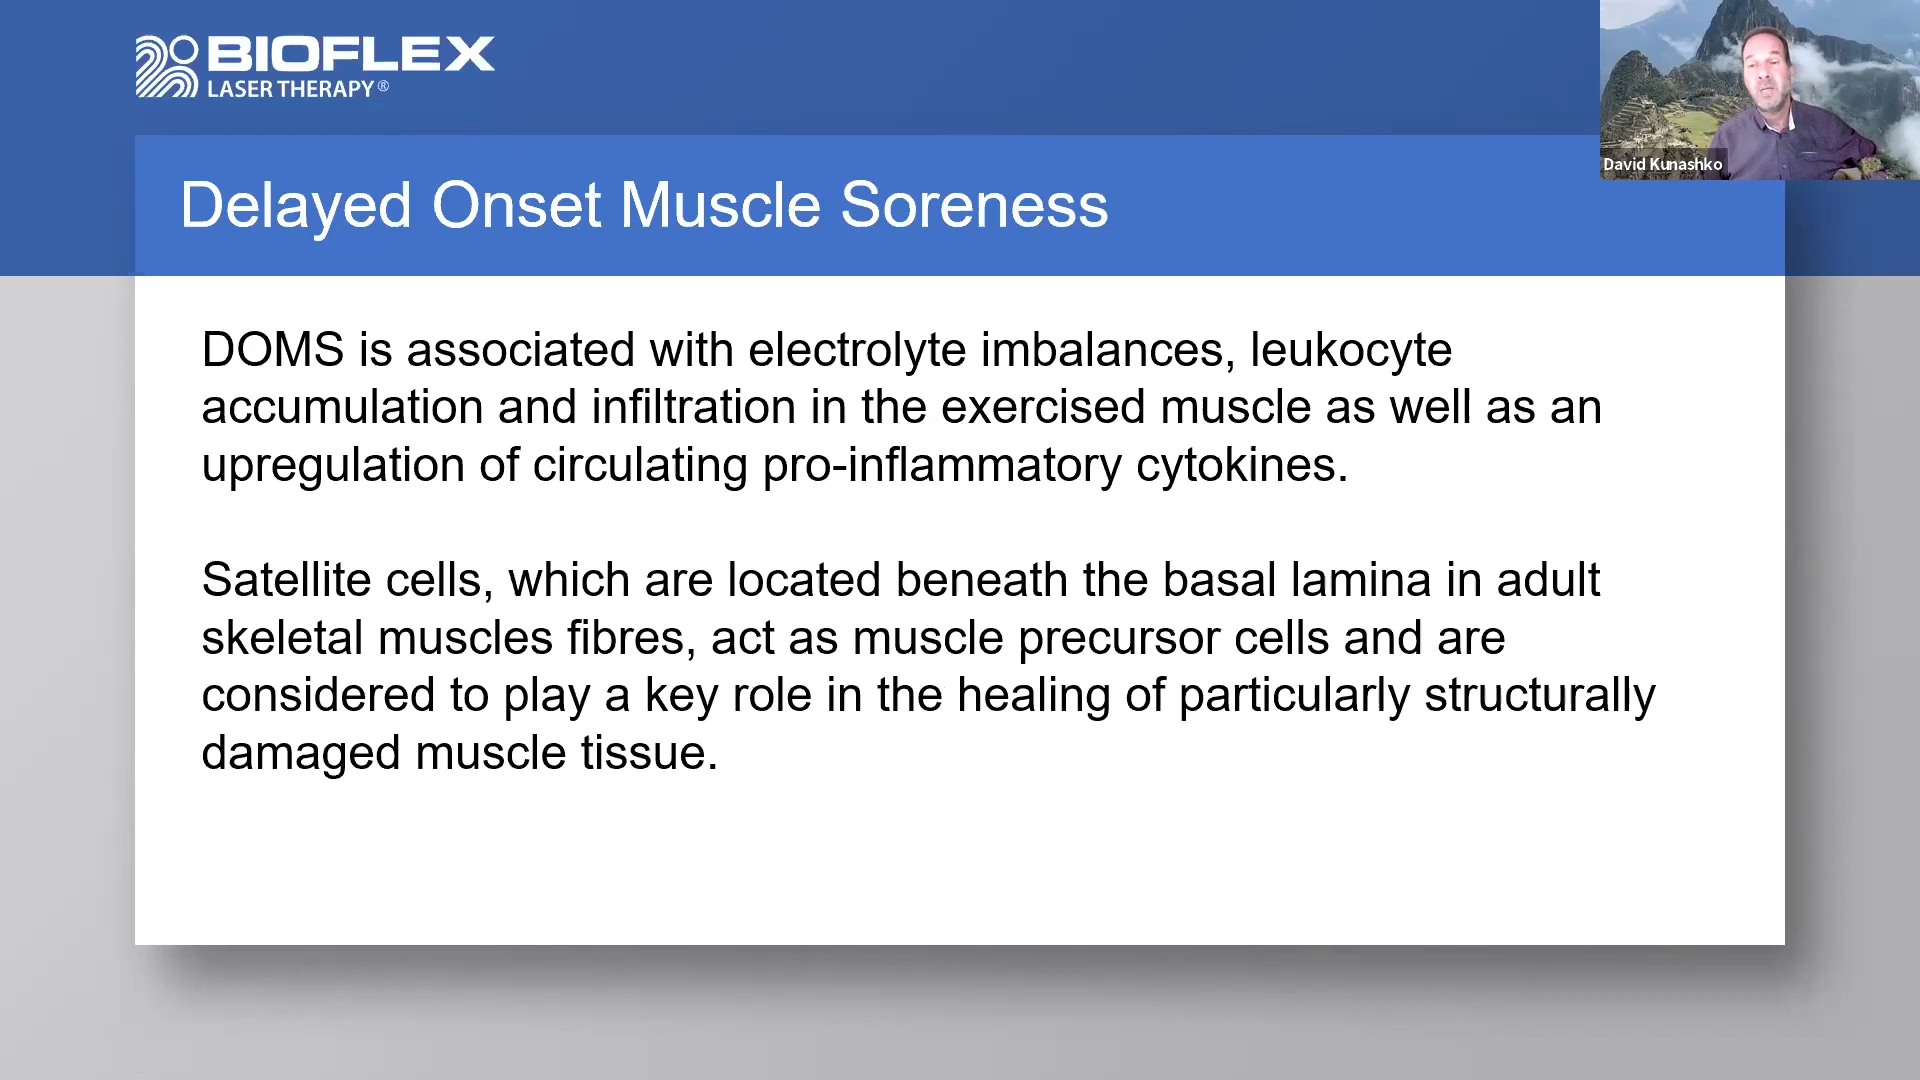 BIOFLEX
LASER THERAPY®
David Kunashko
Delayed Onset Muscle Soreness
DOMS is associated with electrolyte imbalances, leukocyte
accumulation and infiltration in the exercised muscle as well as an
upregulation of circulating pro-inflammatory cytokines.
Satellite cells, which are located beneath the basal lamina in adult
skeletal muscles fibres, act as muscle precursor cells and are
considered to play a key role in the healing of particularly structurally
damaged muscle tissue.